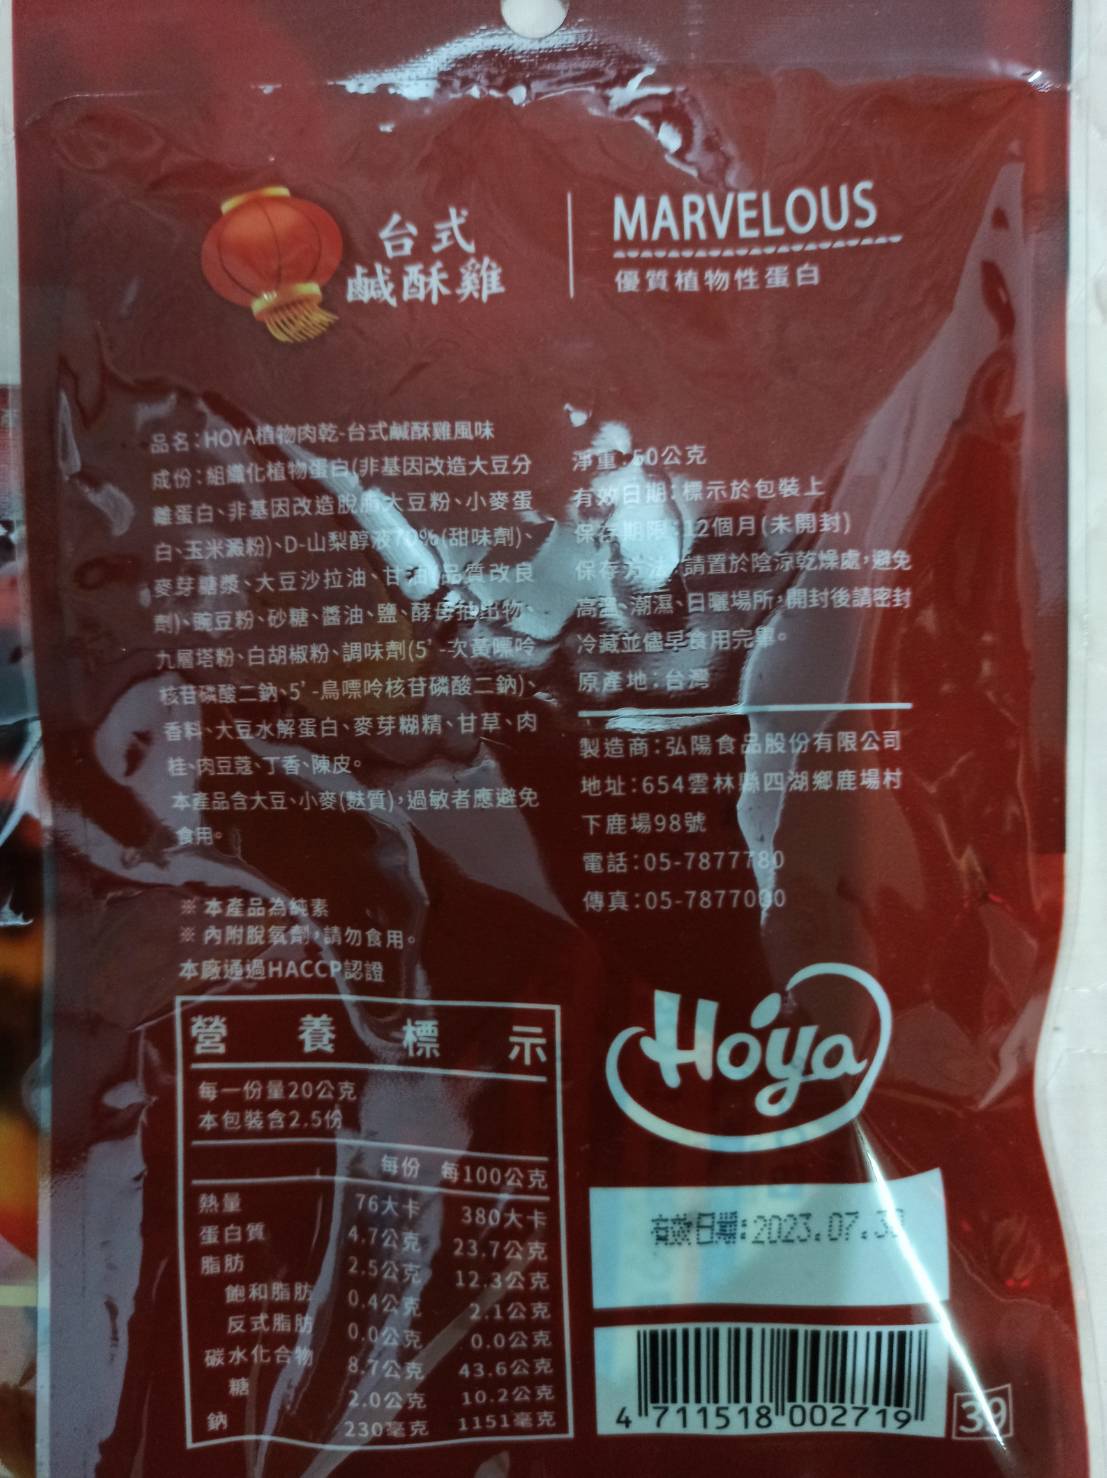 台式
鹹酥雞
MARVELOUS
優質植物性蛋白
品名:HOYA植物肉乾-台式鹹酥雞風味
成份:組織化植物蛋白(非基因改造大豆分
離蛋白、非基因改造脫脂大豆粉、小麥蛋
白、玉米澱粉)、D-山梨醇液70%(甜味劑)、
麥芽糖漿、大豆沙拉油、甘油(品質改良
劑)、豌豆粉、砂糖、醬油、鹽、酵母抽出物、
九層塔粉、白胡椒粉、調味劑(5'-次黃嘌呤
核苷磷酸二鈉、5'-鳥嘌呤核苷磷酸二鈉)、
香料、大豆水解蛋白、麥芽糊精、甘草、肉
桂、肉豆蔻、丁香、陳皮。
本產品含大豆、小麥(麩質),過敏者應避免
食用。
※本產品為純素
※內附脫氧劑,請勿食用。
本廠通過HACCP認證
淨重:50公克
有效日期:標示於包裝上
保存期限:12個月(未開封)
保存方法:請置於陰涼乾燥處,避免
高溫、潮濕、日曬場所,開封後請密封
冷藏並儘早食用完畢。
原產地:台灣
製造商:弘陽食品股份有限公司
地址:654雲林縣四湖鄉鹿場村
下鹿場98號
電話:05-7877780
傳真:05-7877000
營養標示
每一份量20公克
本包裝含2.5份
每份 每100公克
熱量 76大卡 380大卡
蛋白質 4.7公克 23.7公克
脂肪 2.5公克 12.3公克
飽和脂肪 0.4公克 2.1公克
反式脂肪 0.0公克 0.0公克
碳水化合物 8.7公克 43.6公克
糖 2.0公克 10.2公克
鈉 230毫克 1151毫克
Hoya
有效日期:2023.07.30
4 711518 002719
39